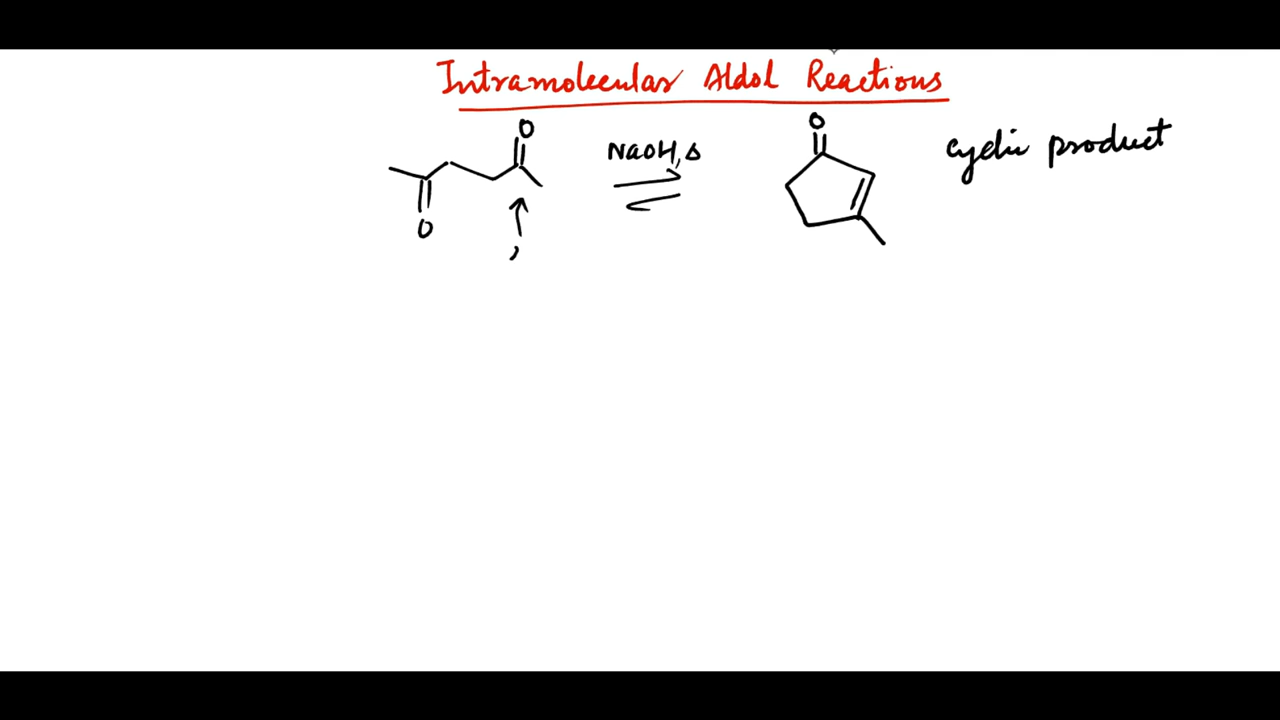 Intramolecular Aldol Reactions
O
O
NaOH, Δ
O
cyclic product